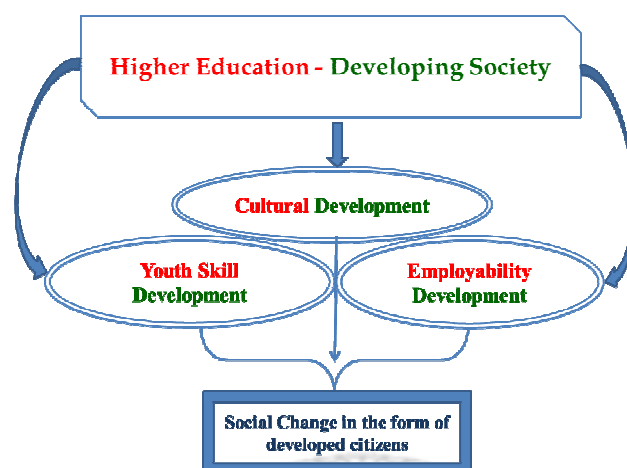 Higher Education - Developing Society
Cultural Development
Youth Skill
Development
Employability
Development
Social Change in the form of
developed citizens